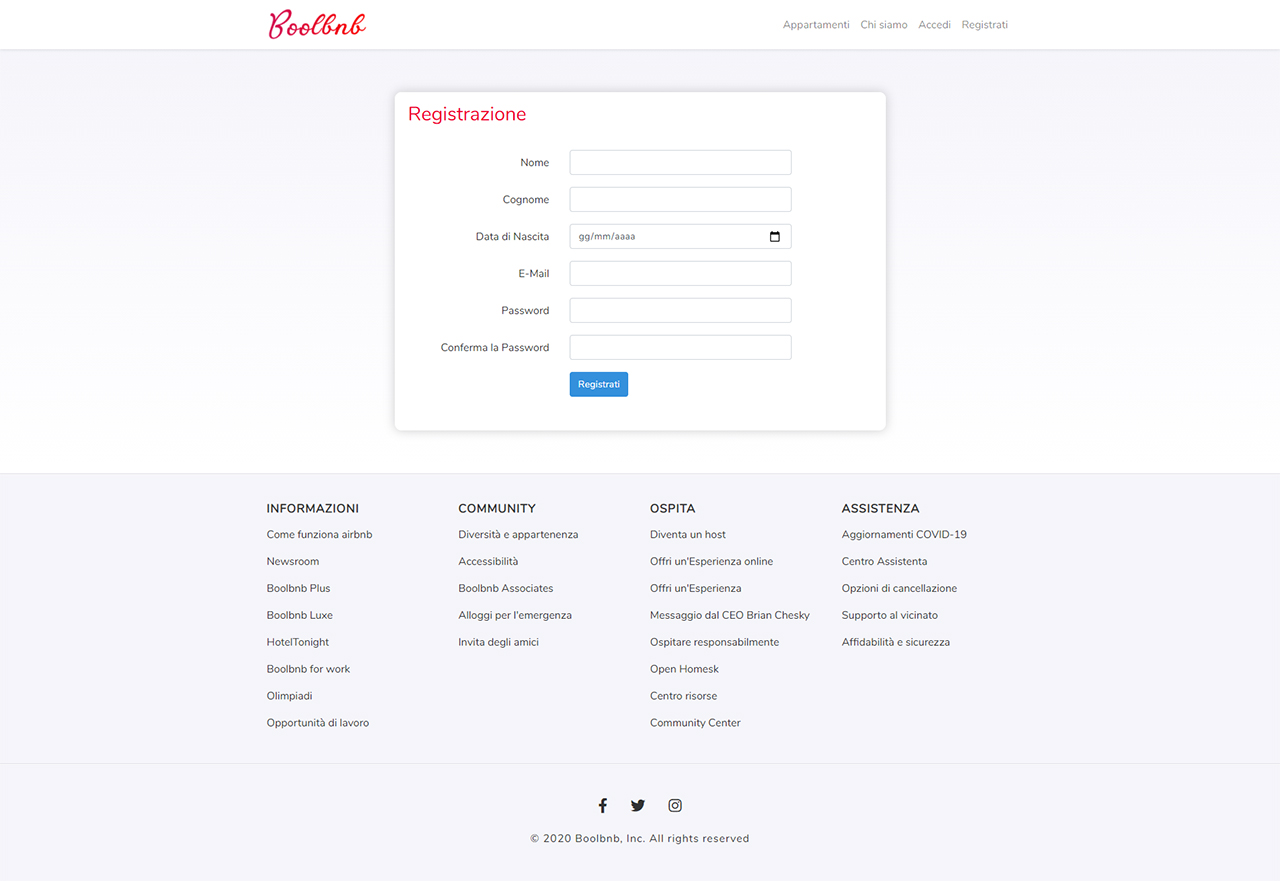 Boolbnb
Appartamenti Chi siamo Accedi Registrati
Registrazione
Nome
Cognome
Data di Nascita gg/mm/aaaa
E-Mail
Password
Conferma la Password
Registrati
INFORMAZIONI
Come funziona airbnb
Newsroom
Boolbnb Plus
Boolbnb Luxe
HotelTonight
Boolbnb for work
Olimpiadi
Opportunità di lavoro
COMMUNITY
Diversità e appartenenza
Accessibilità
Boolbnb Associates
Alloggi per l'emergenza
Invita degli amici
OSPITA
Diventa un host
Offri un'Esperienza online
Offri un'Esperienza
Messaggio dal CEO Brian Chesky
Ospitare responsabilmente
Open Homesk
Centro risorse
Community Center
ASSISTENZA
Aggiornamenti COVID-19
Centro Assistenta
Opzioni di cancellazione
Supporto al vicinato
Affidabilità e sicurezza
© 2020 Boolbnb, Inc. All rights reserved